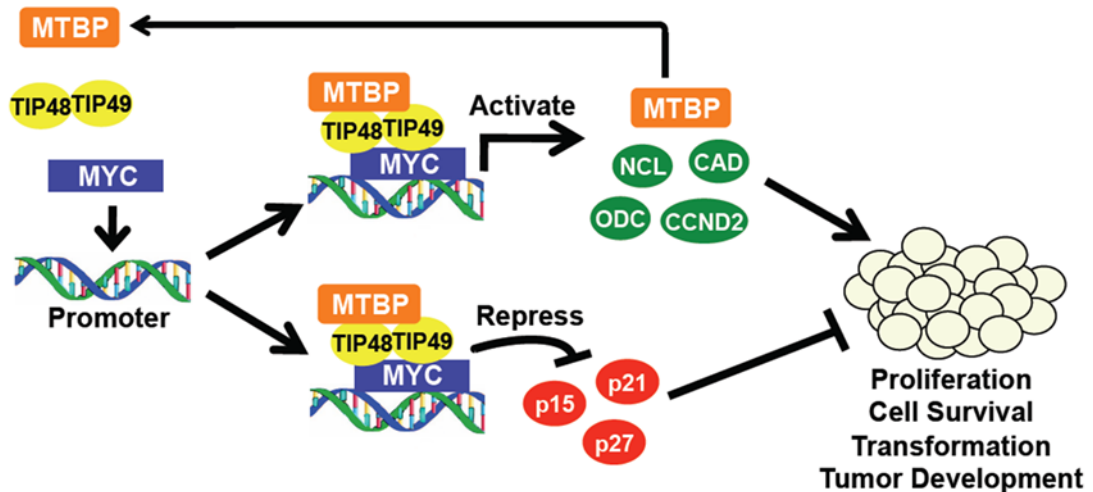 MTBP
TIP48 TIP49
MYC
Promoter
MTBP
TIP48 TIP49
MYC
Activate
MTBP
NCL
CAD
ODC
CCND2
MTBP
TIP48 TIP49
MYC
Repress
p15
p21
p27
Proliferation
Cell Survival
Transformation
Tumor Development